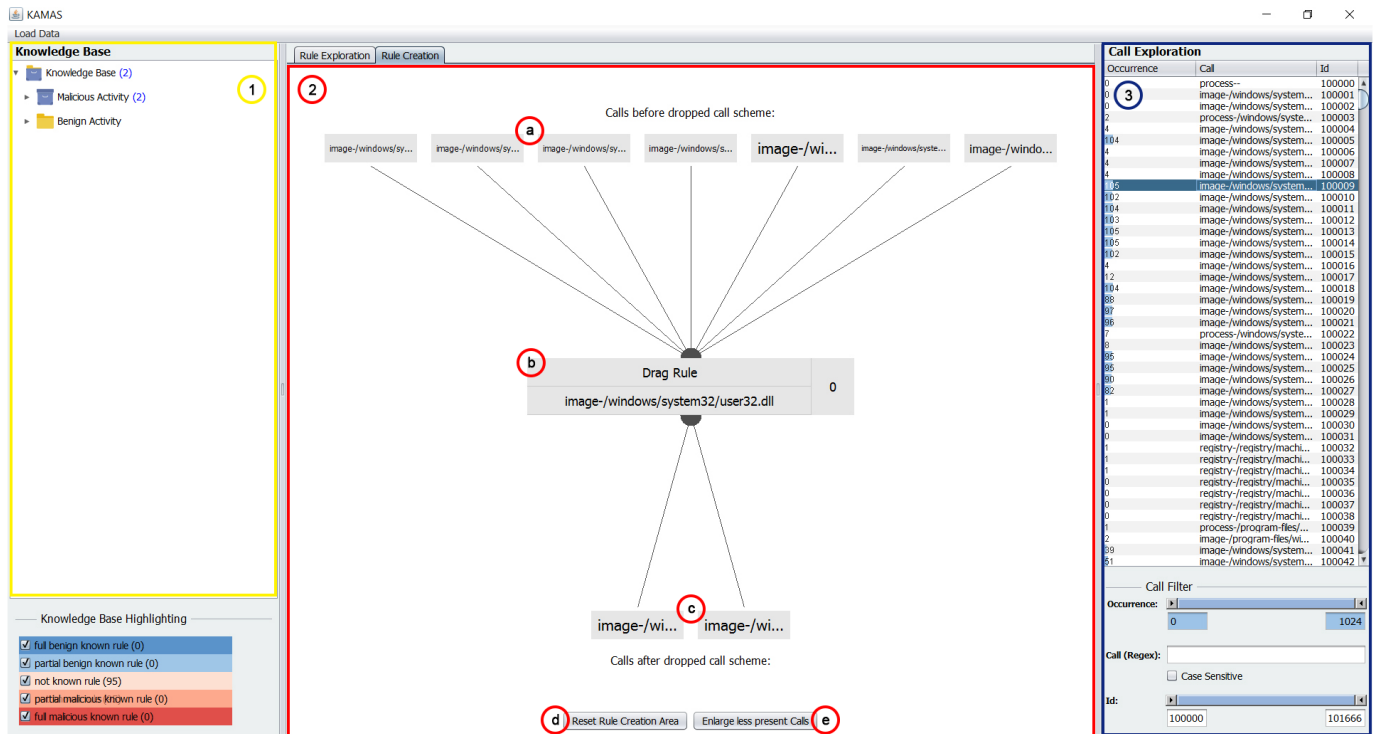 KAMAS
Load Data
Knowledge Base
Knowledge Base (2)
Malicious Activity (2)
Benign Activity
1
Knowledge Base Highlighting
full benign known rule (0)
partial benign known rule (0)
not known rule (95)
partial malicious known rule (0)
full malicious known rule (0)
Rule Exploration Rule Creation
2
Calls before dropped call scheme:
a
image-/windows/sy... image-/windows/sy... image-/windows/sy... image-/windows/s... image-/wi... image-/windows/syste... image-/windo...
b
Drag Rule
image-/windows/system32/user32.dll
0
c
image-/wi... image-/wi...
Calls after dropped call scheme:
d Reset Rule Creation Area Enlarge less present Calls e
Call Exploration
Occurrence Call Id
3
0 process-- 100000
0 image-/windows/system... 100001
0 image-/windows/system... 100002
2 process-/windows/syste... 100003
4 image-/windows/system... 100004
104 image-/windows/system... 100005
4 image-/windows/system... 100006
4 image-/windows/system... 100007
4 image-/windows/system... 100008
105 image-/windows/system... 100009
102 image-/windows/system... 100010
104 image-/windows/system... 100011
103 image-/windows/system... 100012
105 image-/windows/system... 100013
105 image-/windows/system... 100014
102 image-/windows/system... 100015
4 image-/windows/system... 100016
12 image-/windows/system... 100017
104 image-/windows/system... 100018
88 image-/windows/system... 100019
97 image-/windows/system... 100020
96 image-/windows/system... 100021
7 process-/windows/syste... 100022
8 image-/windows/system... 100023
95 image-/windows/system... 100024
95 image-/windows/system... 100025
90 image-/windows/system... 100026
82 image-/windows/system... 100027
1 image-/windows/system... 100028
1 image-/windows/system... 100029
0 image-/windows/system... 100030
0 image-/windows/system... 100031
1 registry-/registry/machi... 100032
1 registry-/registry/machi... 100033
1 registry-/registry/machi... 100034
0 registry-/registry/machi... 100035
0 registry-/registry/machi... 100036
0 registry-/registry/machi... 100037
0 registry-/registry/machi... 100038
1 process-/program-files/... 100039
2 image-/program-files/wi... 100040
39 image-/windows/system... 100041
61 image-/windows/system... 100042
Call Filter
Occurrence:
0 1024
Call (Regex):
Case Sensitive
Id:
100000 101666